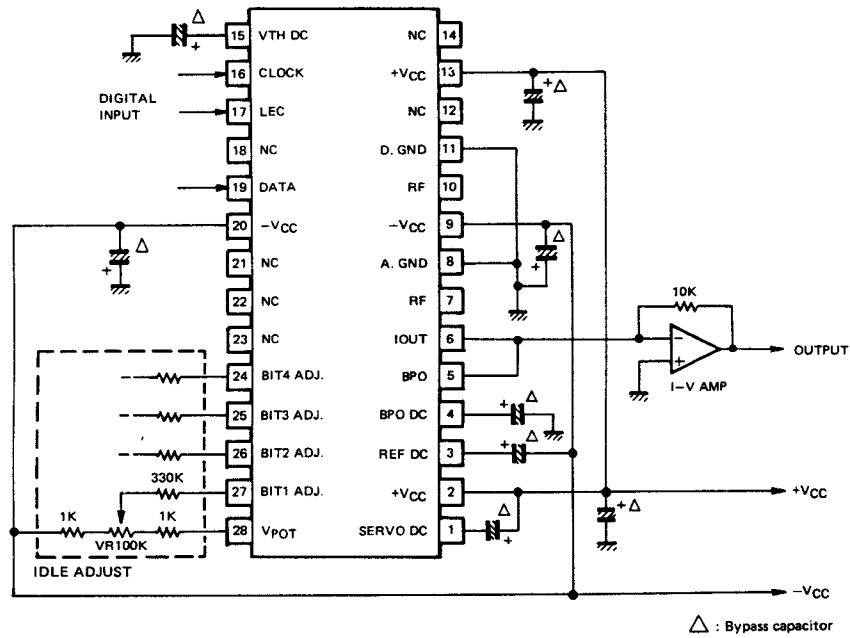 15 VTH DC
16 CLOCK
DIGITAL
INPUT
17 LEC
18 NC
19 DATA
20 −VCC
21 NC
22 NC
23 NC
24 BIT4 ADJ.
25 BIT3 ADJ.
26 BIT2 ADJ.
330K
27 BIT1 ADJ.
1K
VR100K
1K
28 VPOT
IDLE ADJUST
NC 14
+VCC 13
NC 12
D. GND 11
RF 10
−VCC 9
A. GND 8
RF 7
IOUT 6
BPO 5
BPO DC 4
REF DC 3
+VCC 2
SERVO DC 1
Δ
+
Δ
+
+ Δ
Δ
+
+ Δ
+ Δ
Δ
+
+ Δ
10K
−
+
I−V AMP
OUTPUT
+VCC
−VCC
Δ : Bypass capacitor